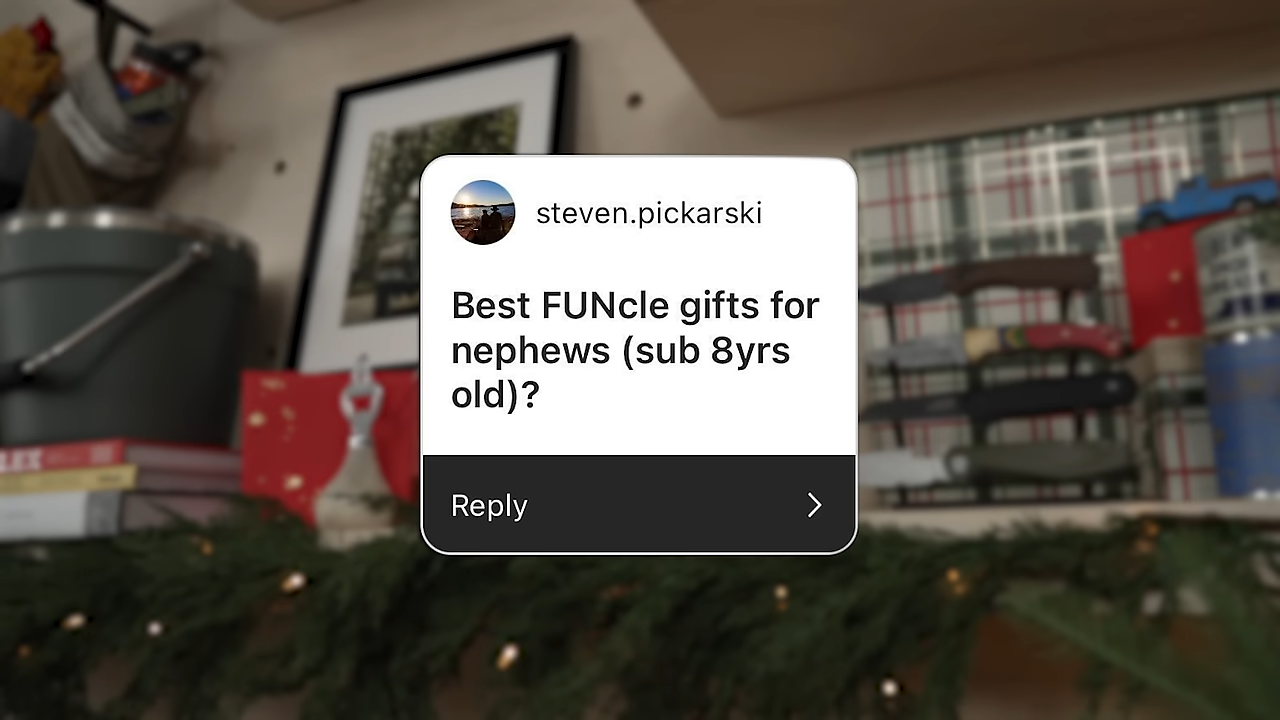 steven.pickarski
Best FUNcle gifts for
nephews (sub 8yrs
old)?
Reply